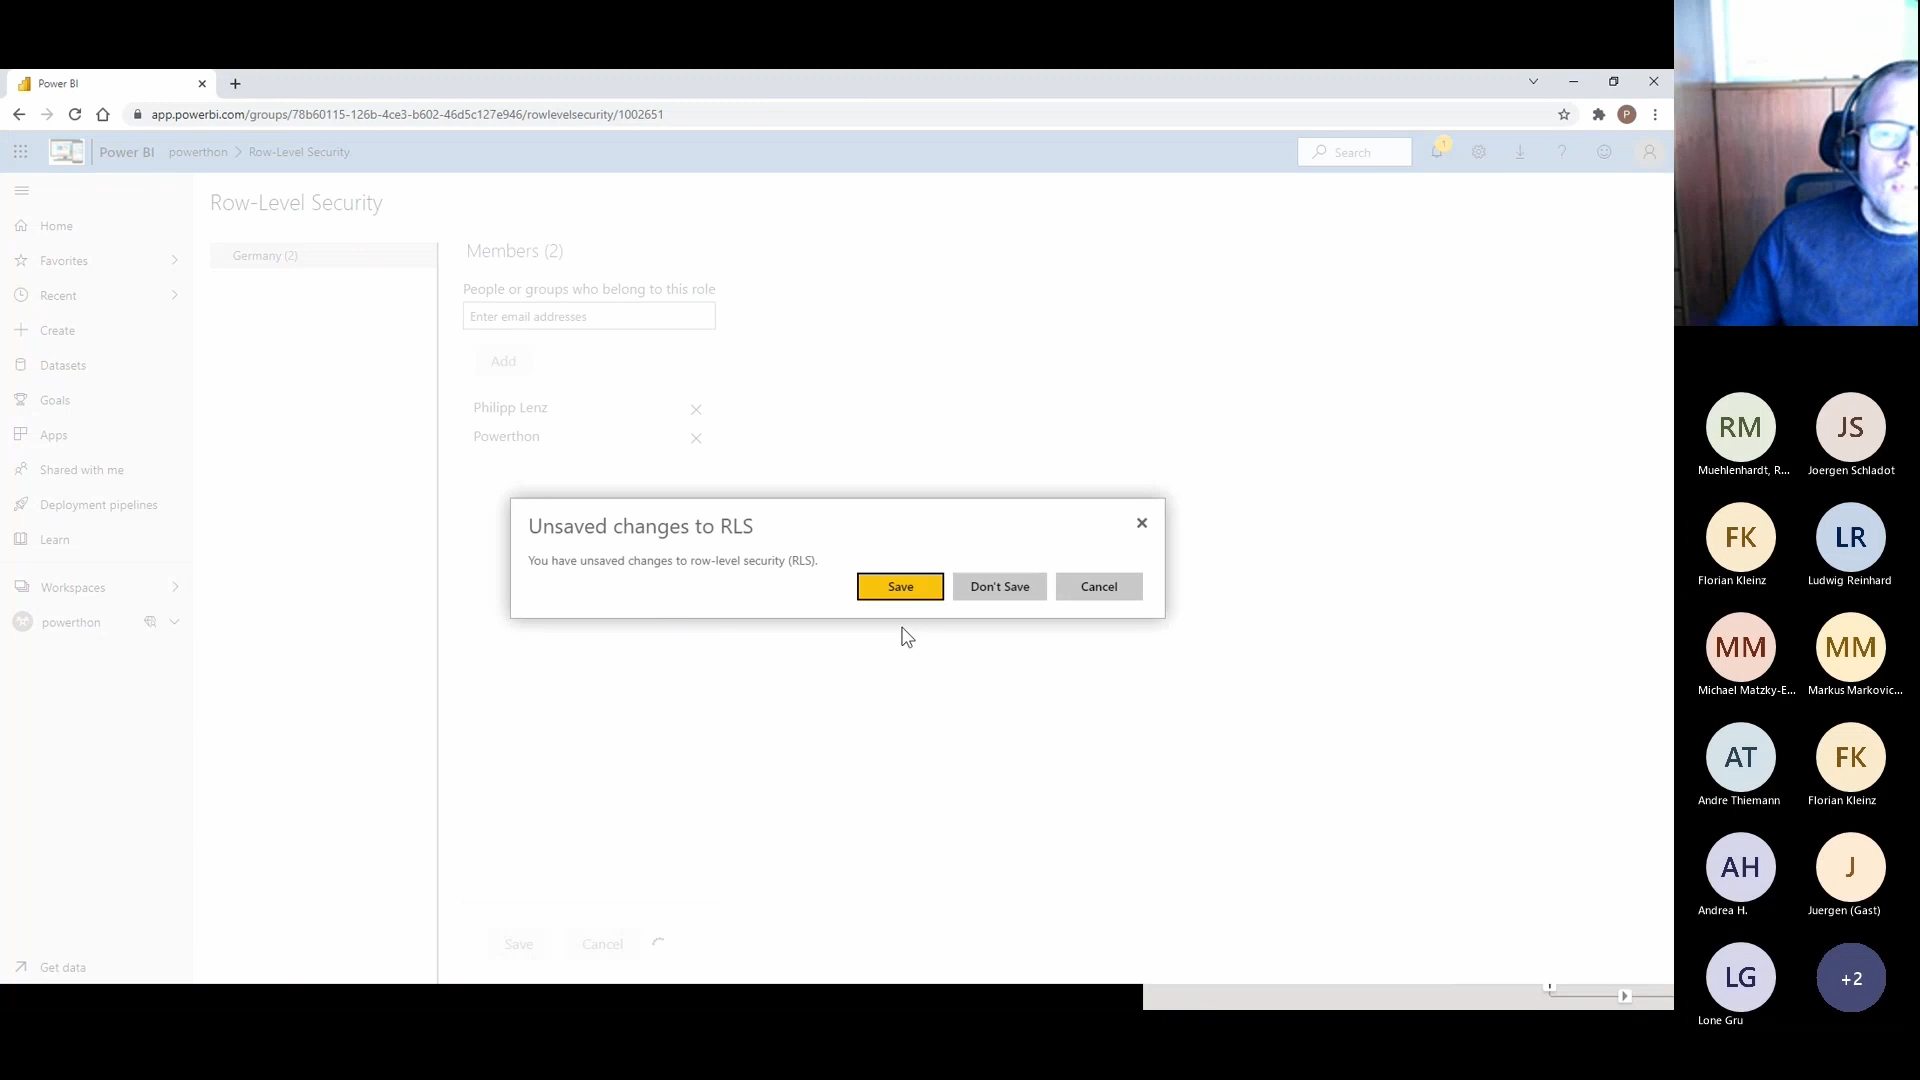 Power BI
app.powerbi.com/groups/78b60115-126b-4ce3-b602-46d5c127e946/rowlevelsecurity/1002651
P
Power BI powerthon > Row-Level Security
Search
1
Row-Level Security
Home
Favorites
Recent
Create
Datasets
Goals
Apps
Shared with me
Deployment pipelines
Learn
Workspaces
powerthon
Get data
Germany (2)
Members (2)
People or groups who belong to this role
Enter email addresses
Add
Philipp Lenz
Powerthon
Unsaved changes to RLS
You have unsaved changes to row-level security (RLS).
Save Don't Save Cancel
Save Cancel
RM JS
Muehlenhardt, R... Joergen Schladot
FK LR
Florian Kleinz Ludwig Reinhard
MM MM
Michael Matzky-E... Markus Markovic...
AT FK
Andre Thiemann Florian Kleinz
AH J
Andrea H. Juergen (Gast)
LG +2
Lone Gru